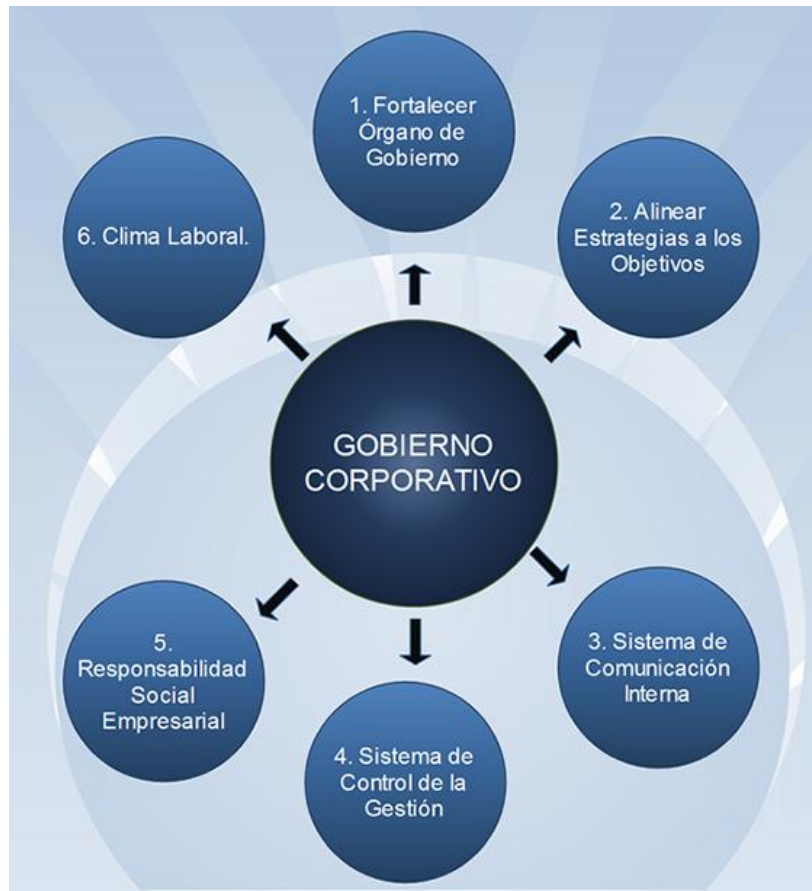 1. Fortalecer
Órgano de
Gobierno
2. Alinear
Estrategias a los
Objetivos
6. Clima Laboral.
GOBIERNO
CORPORATIVO
3. Sistema de
Comunicación
Interna
5.
Responsabilidad
Social
Empresarial
4. Sistema de
Control de la
Gestión